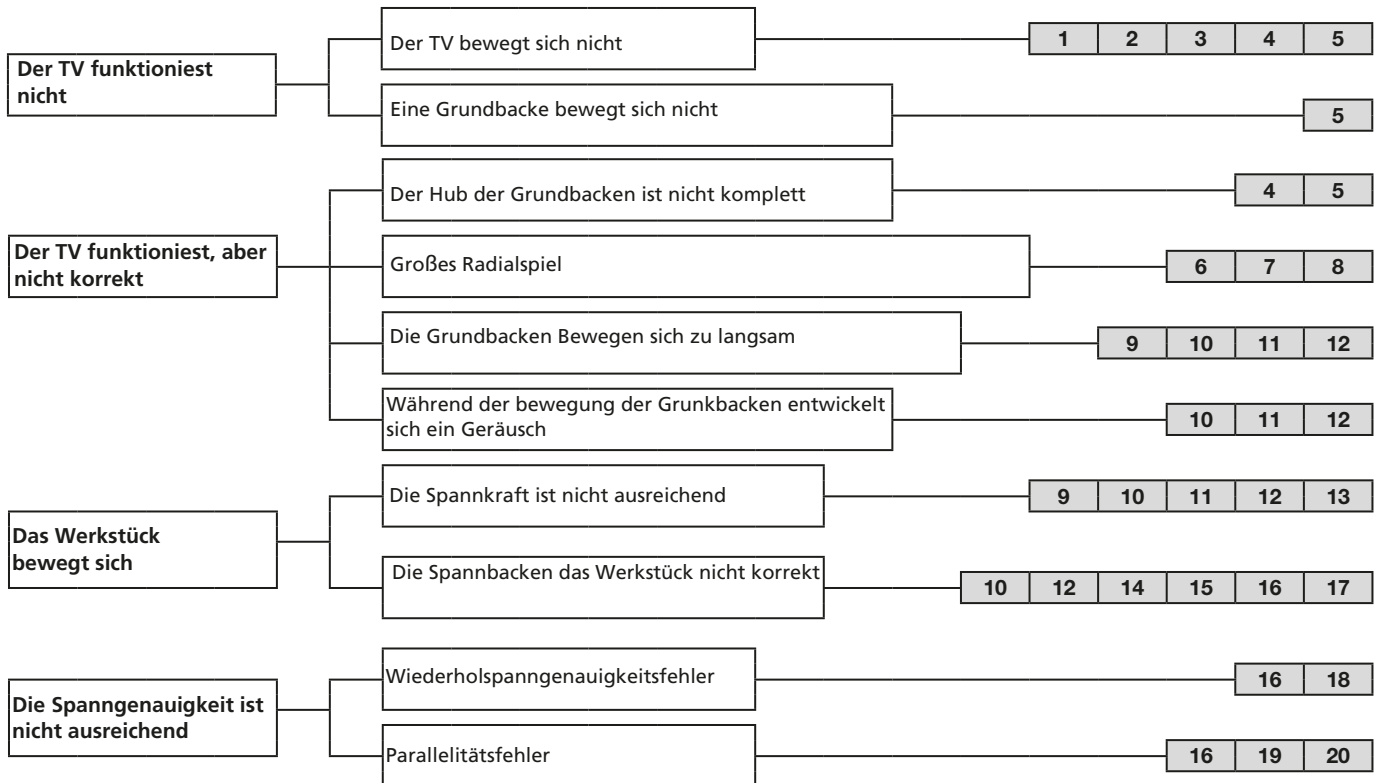 Der TV bewegt sich nicht
1 2 3 4 5
Der TV funktioniest
nicht
Eine Grundbacke bewegt sich nicht
5
Der Hub der Grundbacken ist nicht komplett
4 5
Der TV funktioniest, aber
nicht korrekt
Großes Radialspiel
6 7 8
Die Grundbacken Bewegen sich zu langsam
9 10 11 12
Während der bewegung der Grunkbacken entwickelt
sich ein Geräusch
10 11 12
Die Spannkraft ist nicht ausreichend
9 10 11 12 13
Das Werkstück
bewegt sich
Die Spannbacken das Werkstück nicht korrekt
10 12 14 15 16 17
Wiederholspanngenauigkeitsfehler
16 18
Die Spanngenauigkeit ist
nicht ausreichend
Parallelitätsfehler
16 19 20